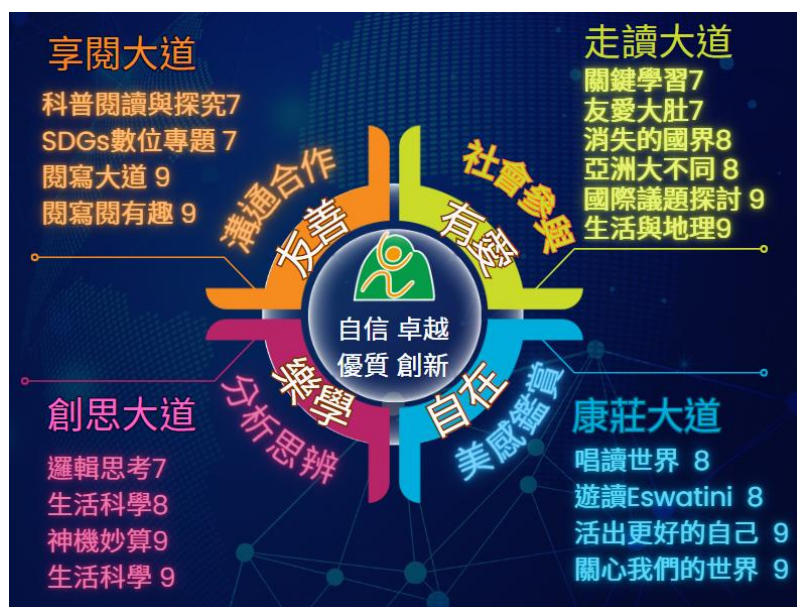 享閱大道
科普閱讀與探究7
SDGs數位專題 7
閱寫大道 9
閱寫閱有趣 9
走讀大道
關鍵學習7
友愛大肚7
消失的國界8
亞洲大不同 8
國際議題探討 9
生活與地理9
溝通合作
友善
社會參與
有愛
自信 卓越
優質 創新
樂學
分析思辨
自在
美感鑑賞
創思大道
邏輯思考7
生活科學8
神機妙算9
生活科學 9
康莊大道
唱讀世界 8
遊讀Eswatini 8
活出更好的自己 9
關心我們的世界 9